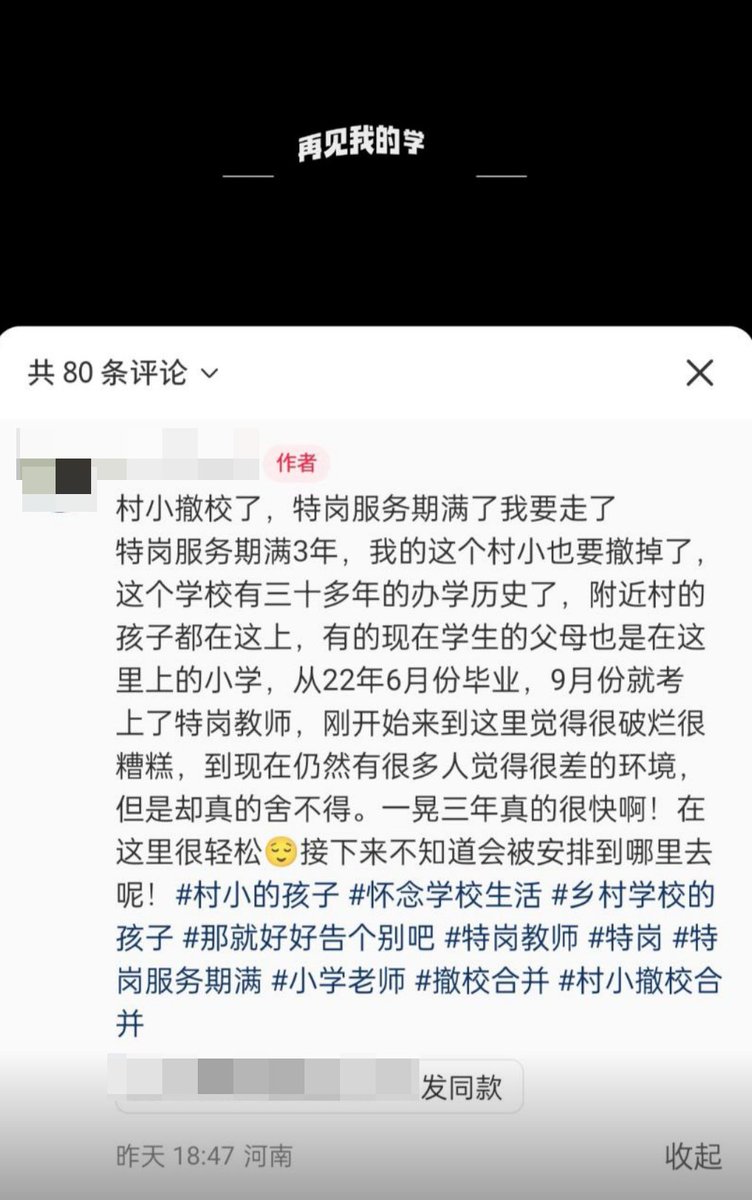 再见我的学
共 80 条评论
作者
村小撤校了，特岗服务期满了我要走了
特岗服务期满3年，我的这个村小也要撤掉了，
这个学校有三十多年的办学历史了，附近村的
孩子都在这上，有的现在学生的父母也是在这
里上的小学，从22年6月份毕业，9月份就考
上了特岗教师，刚开始来到这里觉得很破烂很
糟糕，到现在仍然有很多人觉得很差的环境，
但是却真的舍不得。一晃三年真的很快啊！在
这里很轻松😌接下来不知道会被安排到哪里去
呢！#村小的孩子 #怀念学校生活 #乡村学校的
孩子 #那就好好告个别吧 #特岗教师 #特岗 #特
岗服务期满 #小学老师 #撤校合并 #村小撤校合
并
发同款
昨天 18:47 河南
收起